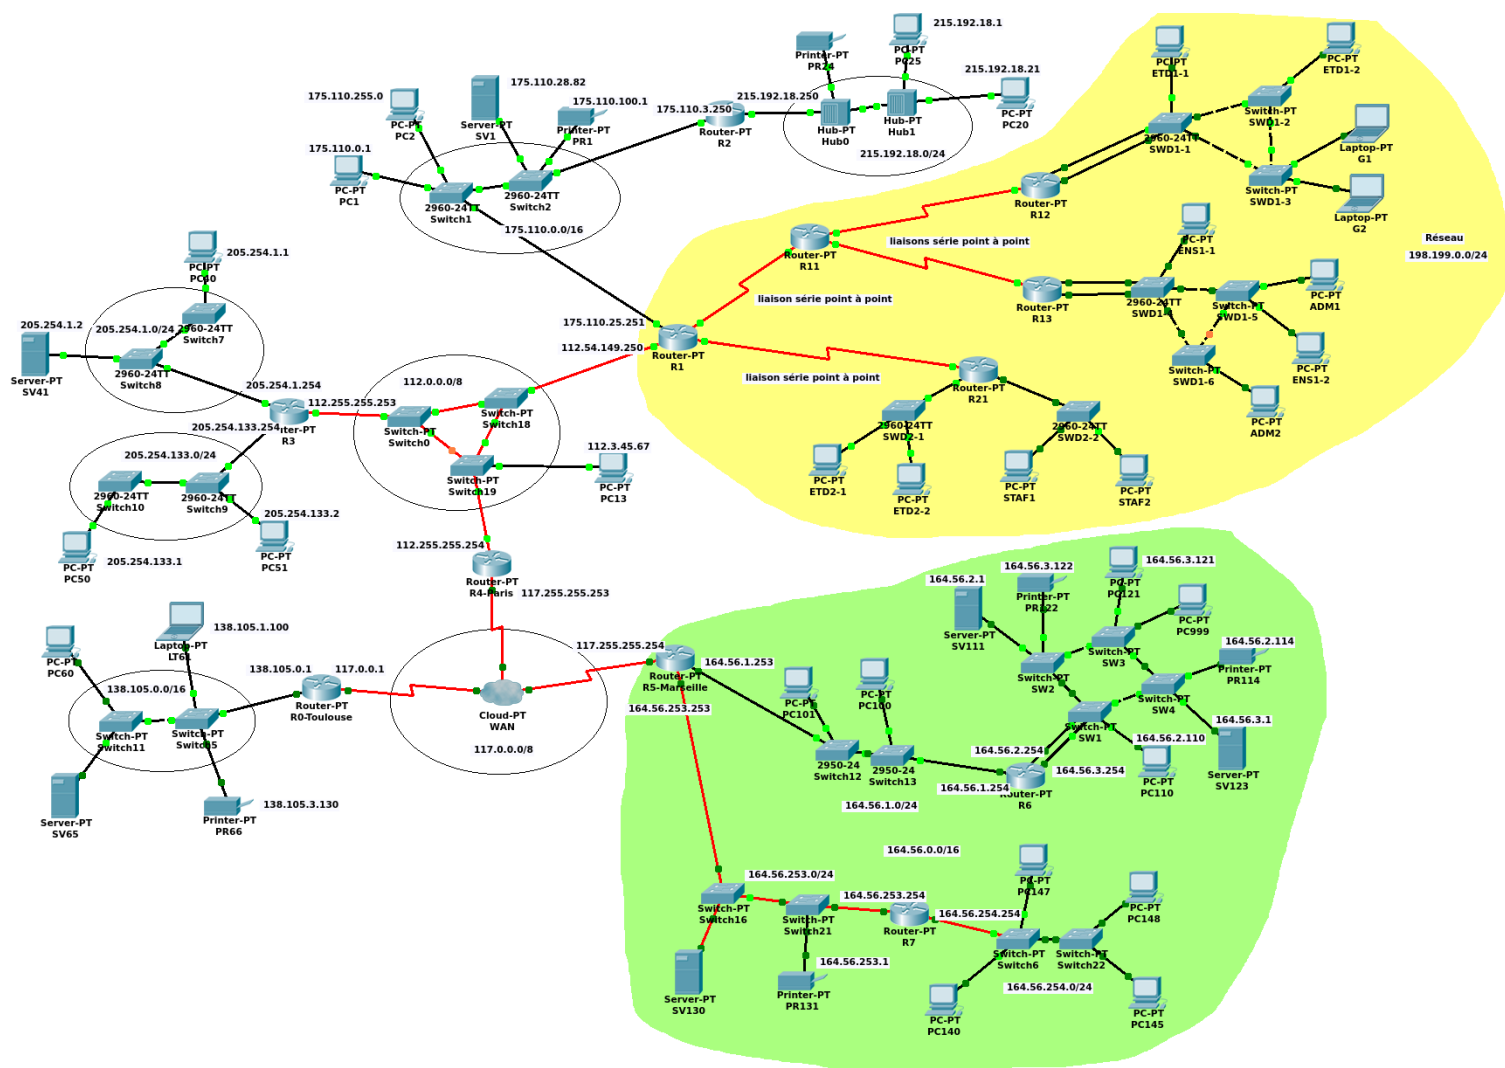 175.110.255.0
PC-PT
PC2
175.110.28.82
Server-PT
SV1
175.110.100.1
Printer-PT
PR1
175.110.0.1
PC-PT
PC1
2960-24TT
Switch1
2960-24TT
Switch2
175.110.0.0/16
175.110.3.250
Router-PT
R2
215.192.18.250
Printer-PT
PR24
215.192.18.1
PC-PT
PC25
215.192.18.21
PC-PT
PC20
Hub-PT
Hub0
Hub-PT
Hub1
215.192.18.0/24
PC-PT
ETD1-1
PC-PT
ETD1-2
Switch-PT
SWD1-2
2960-24TT
SWD1-1
Laptop-PT
G1
Switch-PT
SWD1-3
Laptop-PT
G2
Router-PT
R12
Router-PT
R11
liaisons série point à point
Réseau
198.199.0.0/24
PC-PT
ENS1-1
PC-PT
ADM1
Router-PT
R13
2960-24TT
Switch-PT
SWD1-5
PC-PT
ENS1-2
Switch-PT
SWD1-6
PC-PT
ADM2
liaison série point à point
175.110.25.251
112.54.149.250
Router-PT
R1
liaison série point à point
Router-PT
R21
2960-24TT
SWD2-1
2960-24TT
SWD2-2
PC-PT
ETD2-1
PC-PT
ETD2-2
PC-PT
STAF1
PC-PT
STAF2
205.254.1.1
PC-PT
PC40
205.254.1.2
205.254.1.0/24
2960-24TT
Switch7
Server-PT
SV41
2960-24TT
Switch8
205.254.1.254
112.255.255.253
205.254.133.254
R3
112.0.0.0/8
Switch-PT
Switch0
Switch-PT
Switch18
112.3.45.67
Switch-PT
Switch19
PC-PT
PC13
205.254.133.0/24
2960-24TT
Switch10
2960-24TT
Switch9
205.254.133.2
PC-PT
PC50
205.254.133.1
PC-PT
PC51
112.255.255.254
Router-PT
R4-Paris
117.255.255.253
138.105.1.100
Laptop-PT
PC-PT
PC60
138.105.0.1
117.0.0.1
138.105.0.0/16
Router-PT
R0-Toulouse
Switch-PT
Switch11
Switch-PT
Server-PT
SV65
138.105.3.130
Printer-PT
PR66
117.255.255.254
Cloud-PT
WAN
117.0.0.0/8
Router-PT
R5-Marseille
164.56.1.253
164.56.253.253
PC-PT
PC101
PC-PT
PC100
2950-24
Switch12
2950-24
Switch13
164.56.1.0/24
164.56.2.254
164.56.3.254
164.56.1.254
Router-PT
R6
164.56.2.1
Server-PT
SV111
164.56.3.122
Printer-PT
PR122
164.56.3.121
PC-PT
PC121
PC-PT
PC999
Switch-PT
SW3
Switch-PT
SW2
164.56.2.114
Printer-PT
PR114
Switch-PT
SW4
Switch-PT
SW1
164.56.2.110
PC-PT
PC110
164.56.3.1
Server-PT
SV123
164.56.0.0/16
164.56.253.0/24
Switch-PT
Switch16
Switch-PT
Switch21
164.56.253.254
Router-PT
R7
164.56.254.254
PC-PT
PC147
PC-PT
PC148
Switch-PT
Switch6
Switch-PT
Switch22
Server-PT
SV130
164.56.253.1
Printer-PT
PR131
164.56.254.0/24
PC-PT
PC140
PC-PT
PC145